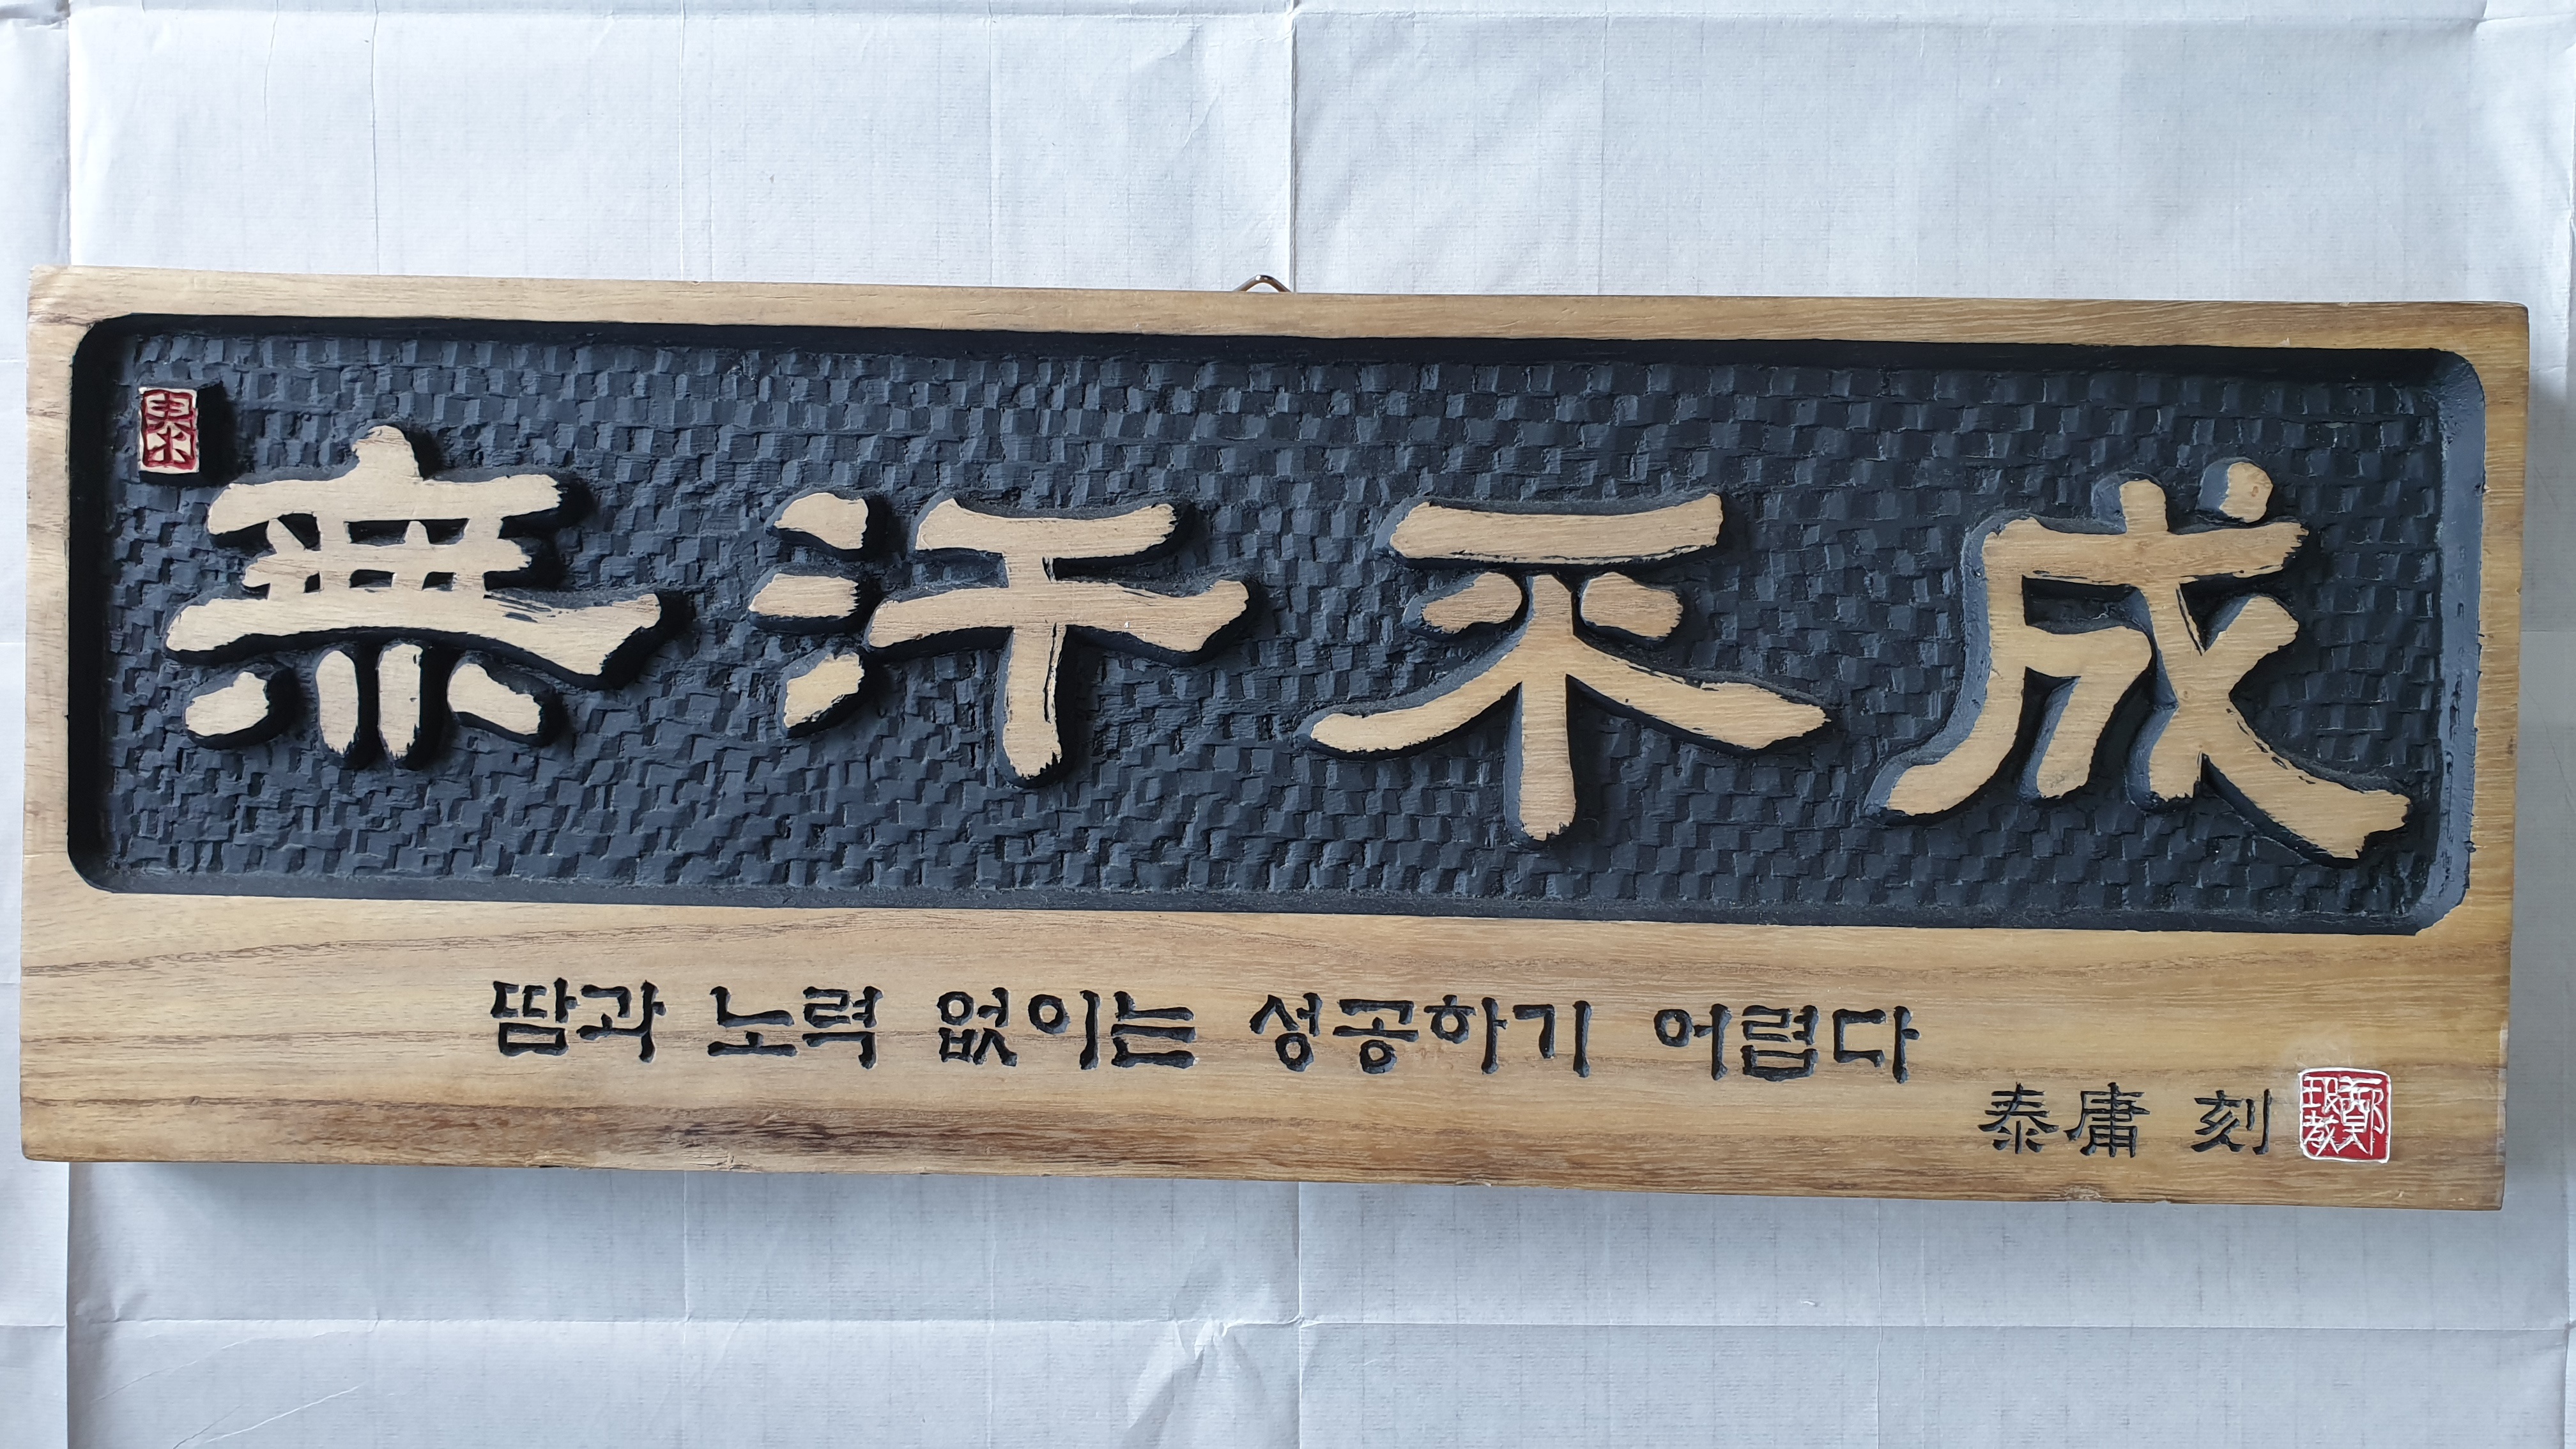 無汗不成
땀과 노력 없이는 성공하기 어렵다
泰庸 刻